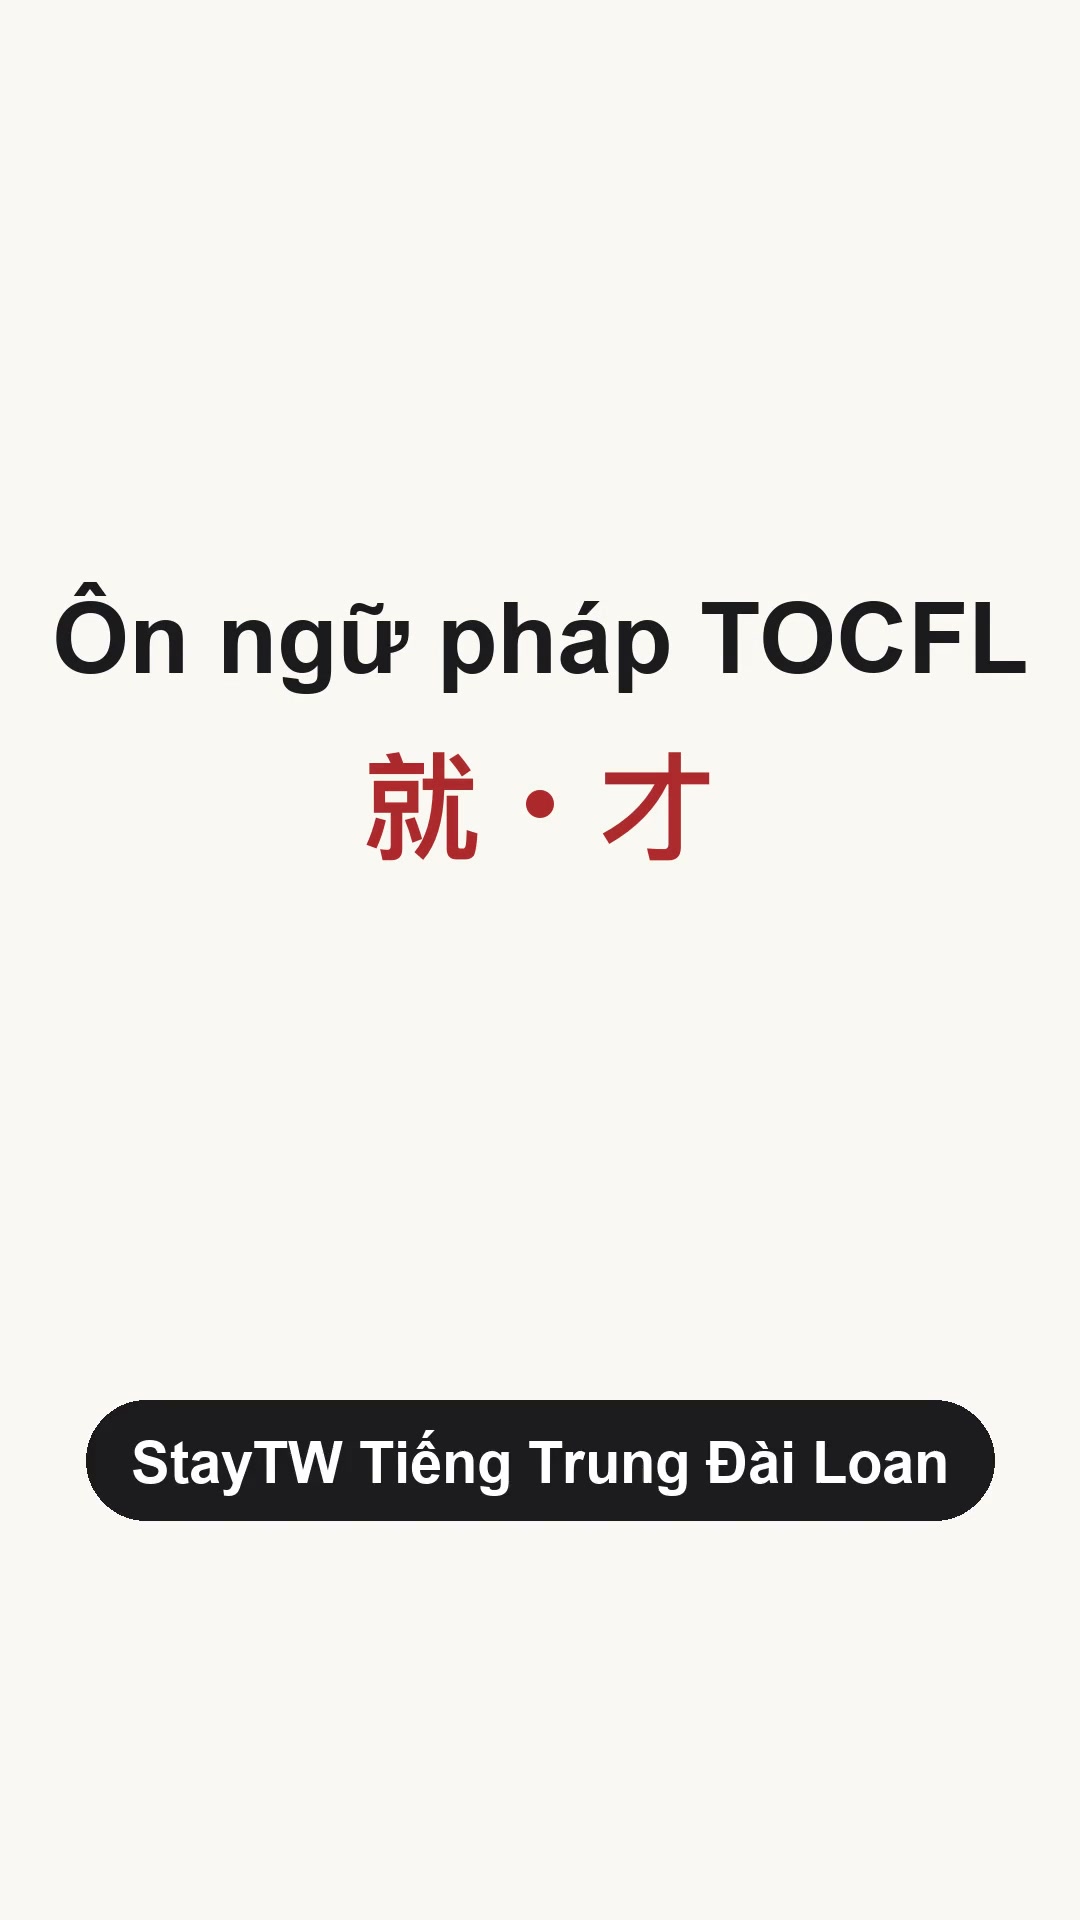 Ôn ngữ pháp TOCFL
就・才
StayTW Tiếng Trung Đài Loan